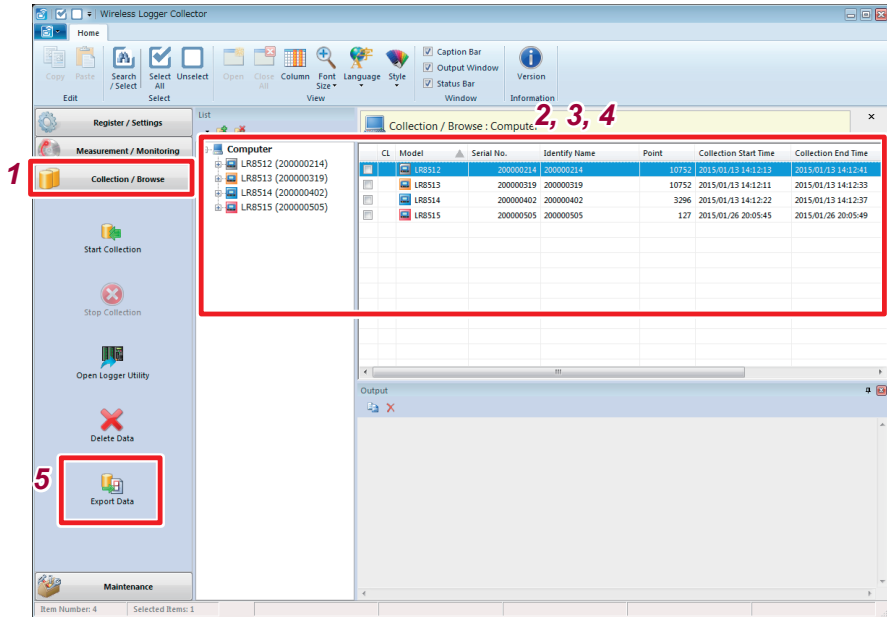 Wireless Logger Collector
Home
Copy Paste Search / Select Select All Unselect Open Close All Column Font Size Language Style Caption Bar Output Window Status Bar Version
Edit Select View Window Information
Register / Settings
Measurement / Monitoring
1
Collection / Browse
Start Collection
Stop Collection
Open Logger Utility
Delete Data
5
Export Data
Maintenance
List
Computer
LR8512 (200000214)
LR8513 (200000319)
LR8514 (200000402)
LR8515 (200000505)
2, 3, 4
Collection / Browse : Compute
CL Model Serial No. Identify Name Point Collection Start Time Collection End Time
LR8512 200000214 200000214 10752 2015/01/13 14:12:13 2015/01/13 14:12:41
LR8513 200000319 200000319 10752 2015/01/13 14:12:11 2015/01/13 14:12:33
LR8514 200000402 200000402 3296 2015/01/13 14:12:22 2015/01/13 14:12:37
LR8515 200000505 200000505 127 2015/01/26 20:05:45 2015/01/26 20:05:49
Output
Item Number: 4 Selected Items: 1